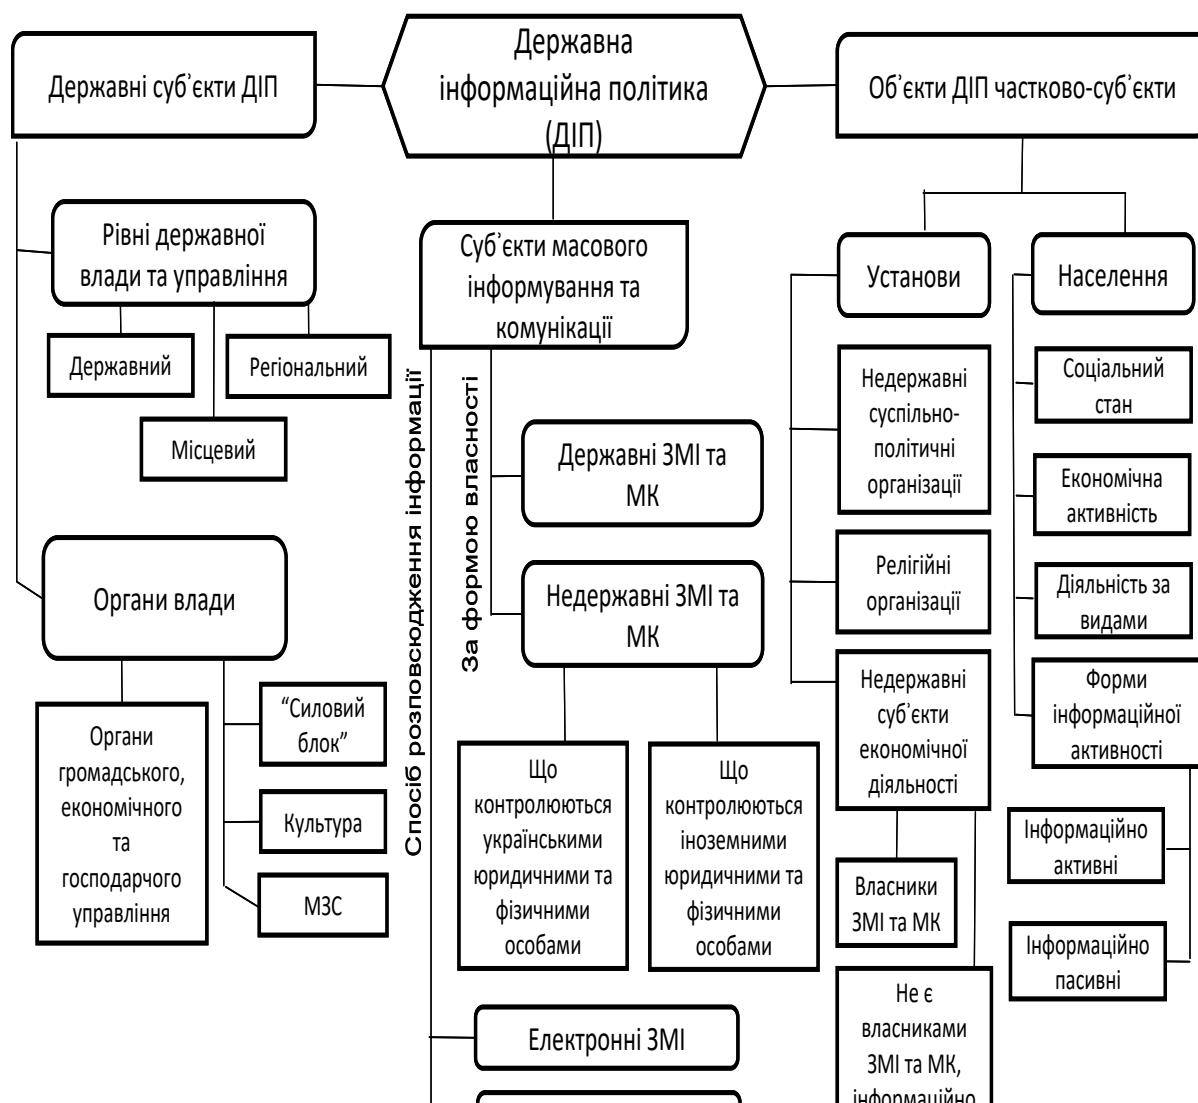 Державні суб'єкти ДІП
Державна
інформаційна політика
(ДІП)
Об'єкти ДІП частково-суб'єкти
Рівні державної
влади та управління
Державний
Регіональний
Місцевий
Органи влади
Органи
громадського,
економічного
та
господарчого
управління
“Силовий
блок”
Культура
МЗС
Суб'єкти масового
інформування та
комунікації
Спосіб розповсюдження інформації
За формою власності
Державні ЗМІ та
МК
Недержавні ЗМІ та
МК
Що
контролюються
українськими
юридичними та
фізичними
особами
Що
контролюються
іноземними
юридичними та
фізичними
особами
Електронні ЗМІ
Установи
Недержавні
суспільно-
політичні
організації
Релігійні
організації
Недержавні
суб'єкти
економічної
діяльності
Власники
ЗМІ та МК
Не є
власниками
ЗМІ та МК,
інформаційно
Населення
Соціальний
стан
Економічна
активність
Діяльність за
видами
Форми
інформаційної
активності
Інформаційно
активні
Інформаційно
пасивні